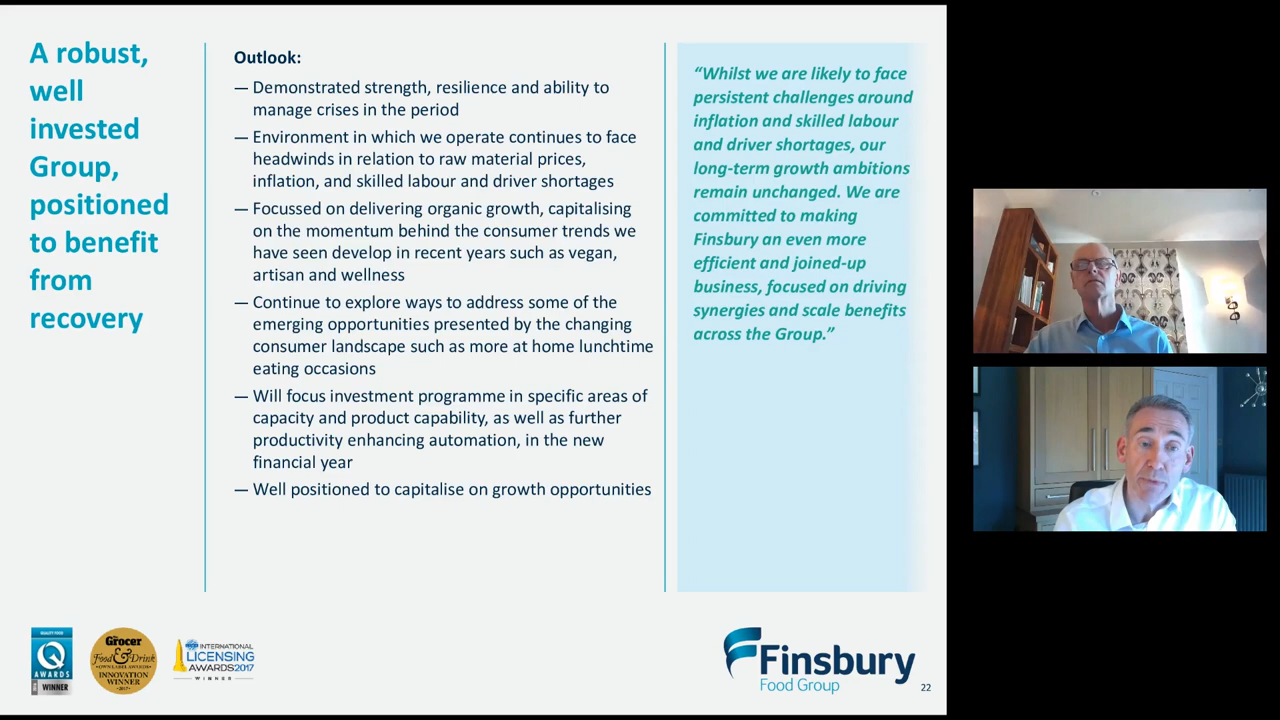 A robust,
well
invested
Group,
positioned
to benefit
from
recovery
Outlook:
— Demonstrated strength, resilience and ability to
manage crises in the period
— Environment in which we operate continues to face
headwinds in relation to raw material prices,
inflation, and skilled labour and driver shortages
— Focussed on delivering organic growth, capitalising
on the momentum behind the consumer trends we
have seen develop in recent years such as vegan,
artisan and wellness
— Continue to explore ways to address some of the
emerging opportunities presented by the changing
consumer landscape such as more at home lunchtime
eating occasions
— Will focus investment programme in specific areas of
capacity and product capability, as well as further
productivity enhancing automation, in the new
financial year
— Well positioned to capitalise on growth opportunities
“Whilst we are likely to face
persistent challenges around
inflation and skilled labour
and driver shortages, our
long-term growth ambitions
remain unchanged. We are
committed to making
Finsbury an even more
efficient and joined-up
business, focused on driving
synergies and scale benefits
across the Group.”
QUALITY FOOD
Q
AWARDS
WINNER
The
Grocer
Food & Drink
OWN LABEL AWARDS
INNOVATION
WINNER
2017
INTERNATIONAL
LICENSING
AWARDS2017
WINNER
Finsbury
Food Group
22